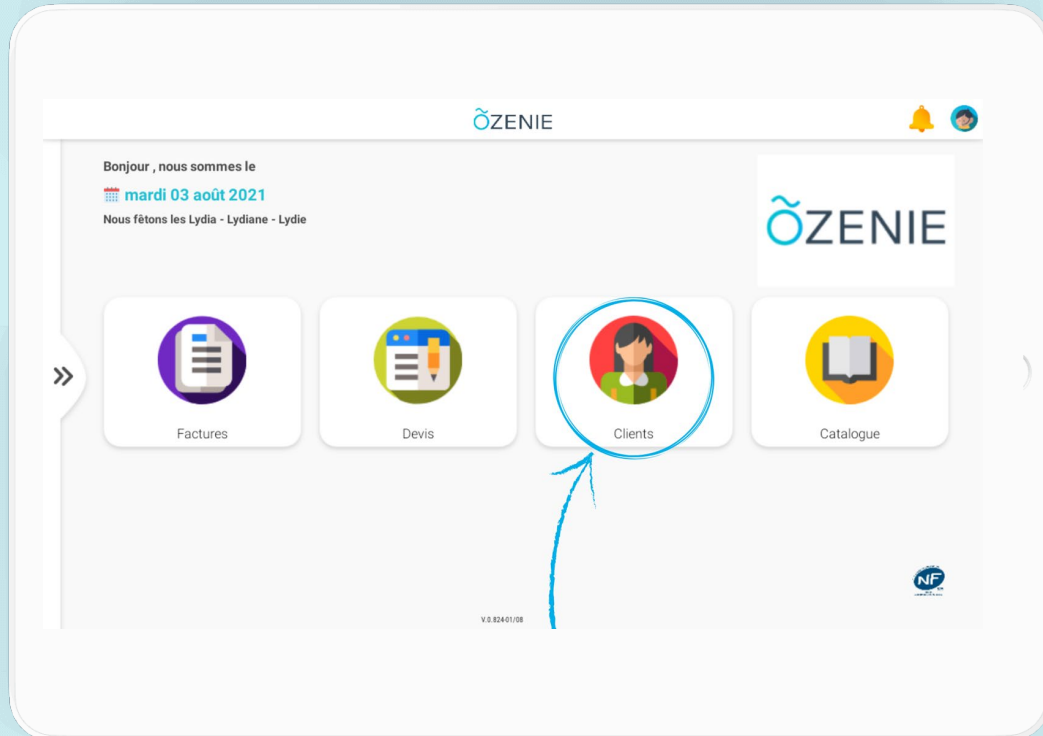 ÕZENIE
Bonjour , nous sommes le
mardi 03 août 2021
Nous fêtons les Lydia - Lydiane - Lydie
ÕZENIE
Factures
Devis
Clients
Catalogue
NF
V.0.824-01/08